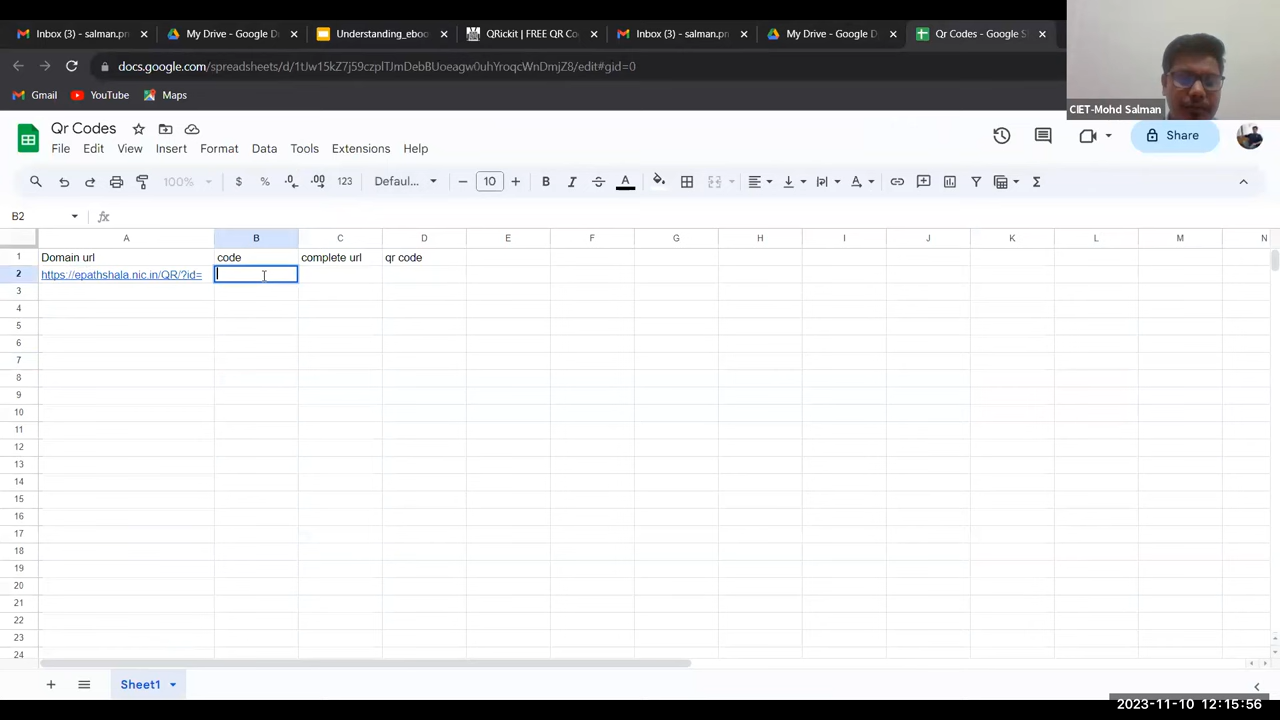 Inbox (3) - salman.pr
My Drive - Google D
Understanding_eboo
QRickit | FREE QR Co
Inbox (3) - salman.pr
My Drive - Google D
Qr Codes - Google S
docs.google.com/spreadsheets/d/1tJw15kZ7j59czplTJmDebBUoeagw0uhYroqcWnDmjZ8/edit#gid=0
Gmail
YouTube
Maps
CIET-Mohd Salman
Qr Codes
Share
File Edit View Insert Format Data Tools Extensions Help
100% $ % .0 .00 123 Defaul... 10 B I S A
B2 fx
A B C D E F G H I J K L M N
1 Domain url code complete url qr code
2 https://epathshala.nic.in/QR/?id=
3
4
5
6
7
8
9
10
11
12
13
14
15
16
17
18
19
20
21
22
23
24
Sheet1
2023-11-10 12:15:56